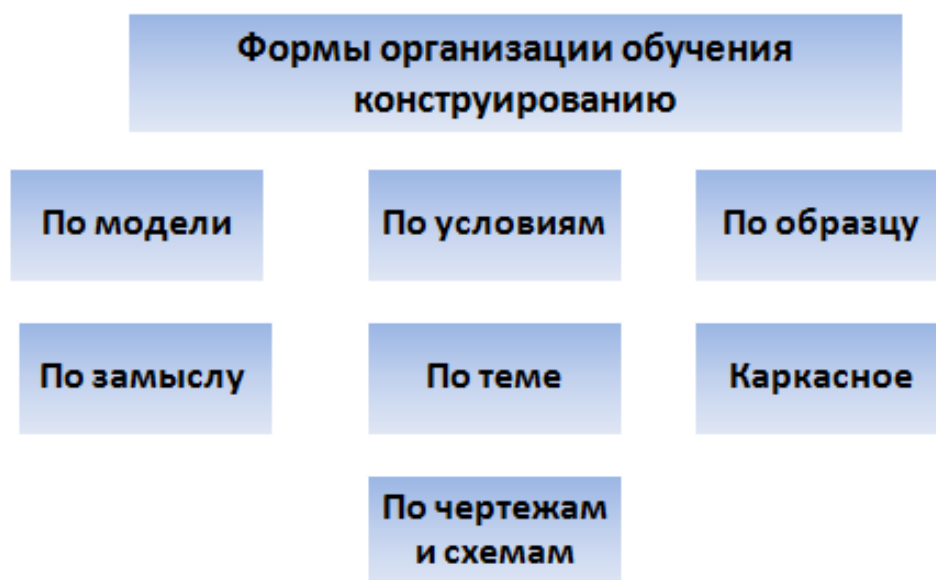 Формы организации обучения
конструированию
По модели
По условиям
По образцу
По замыслу
По теме
Каркасное
По чертежам
и схемам